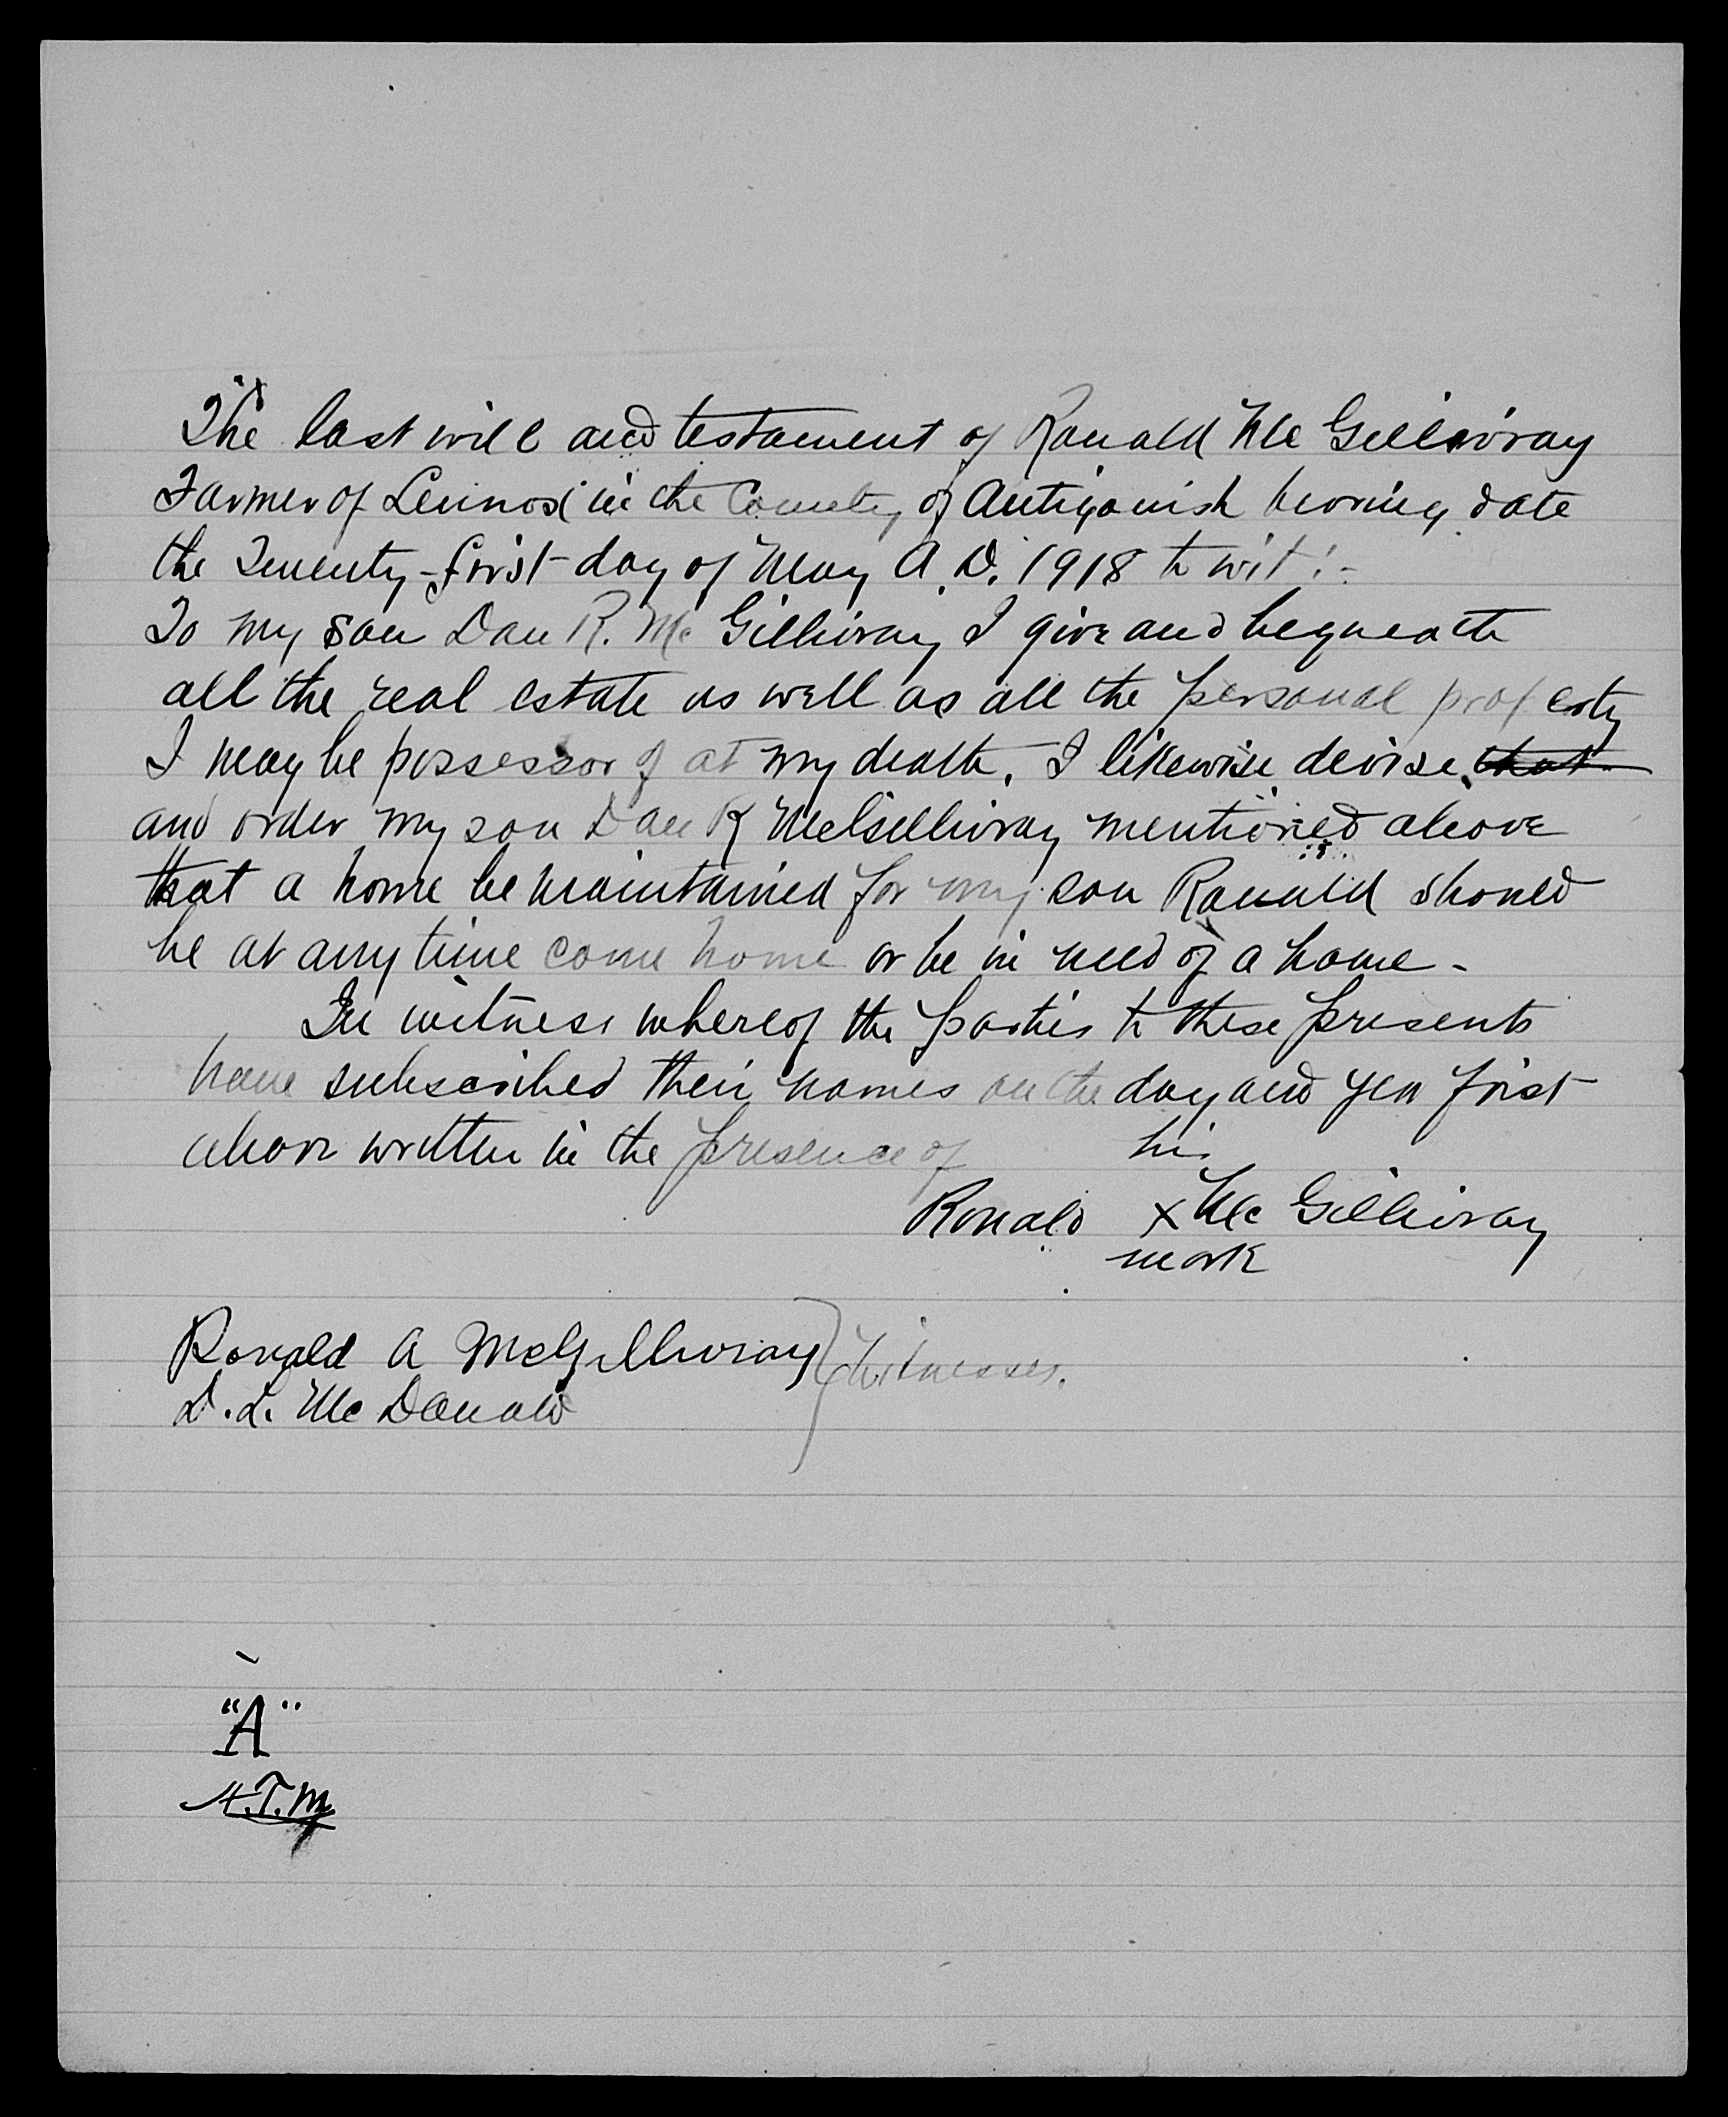 The last will and testament of Ronald McGillivray
Farmer of Lennox in the County of Antigonish bearing date
the Twenty-first day of May A.D. 1918 to wit:-
To my son Dan R. McGillivray I give and bequeath
all the real estate as well as all the personal property
I may be possessor of at my death. I likewise devise that
and order my son Dan R McGillivray mentioned above
that a home be maintained for my son Ronald should
he at any time come home or be in need of a home -
In witness whereof the parties to these presents
have subscribed their names on the day and year first
above written in the presence of
his
Ronald x McGillivray
mark
Ronald A McGillivray } Witnesses.
D. L. McDonald
"A"
A.T.M.